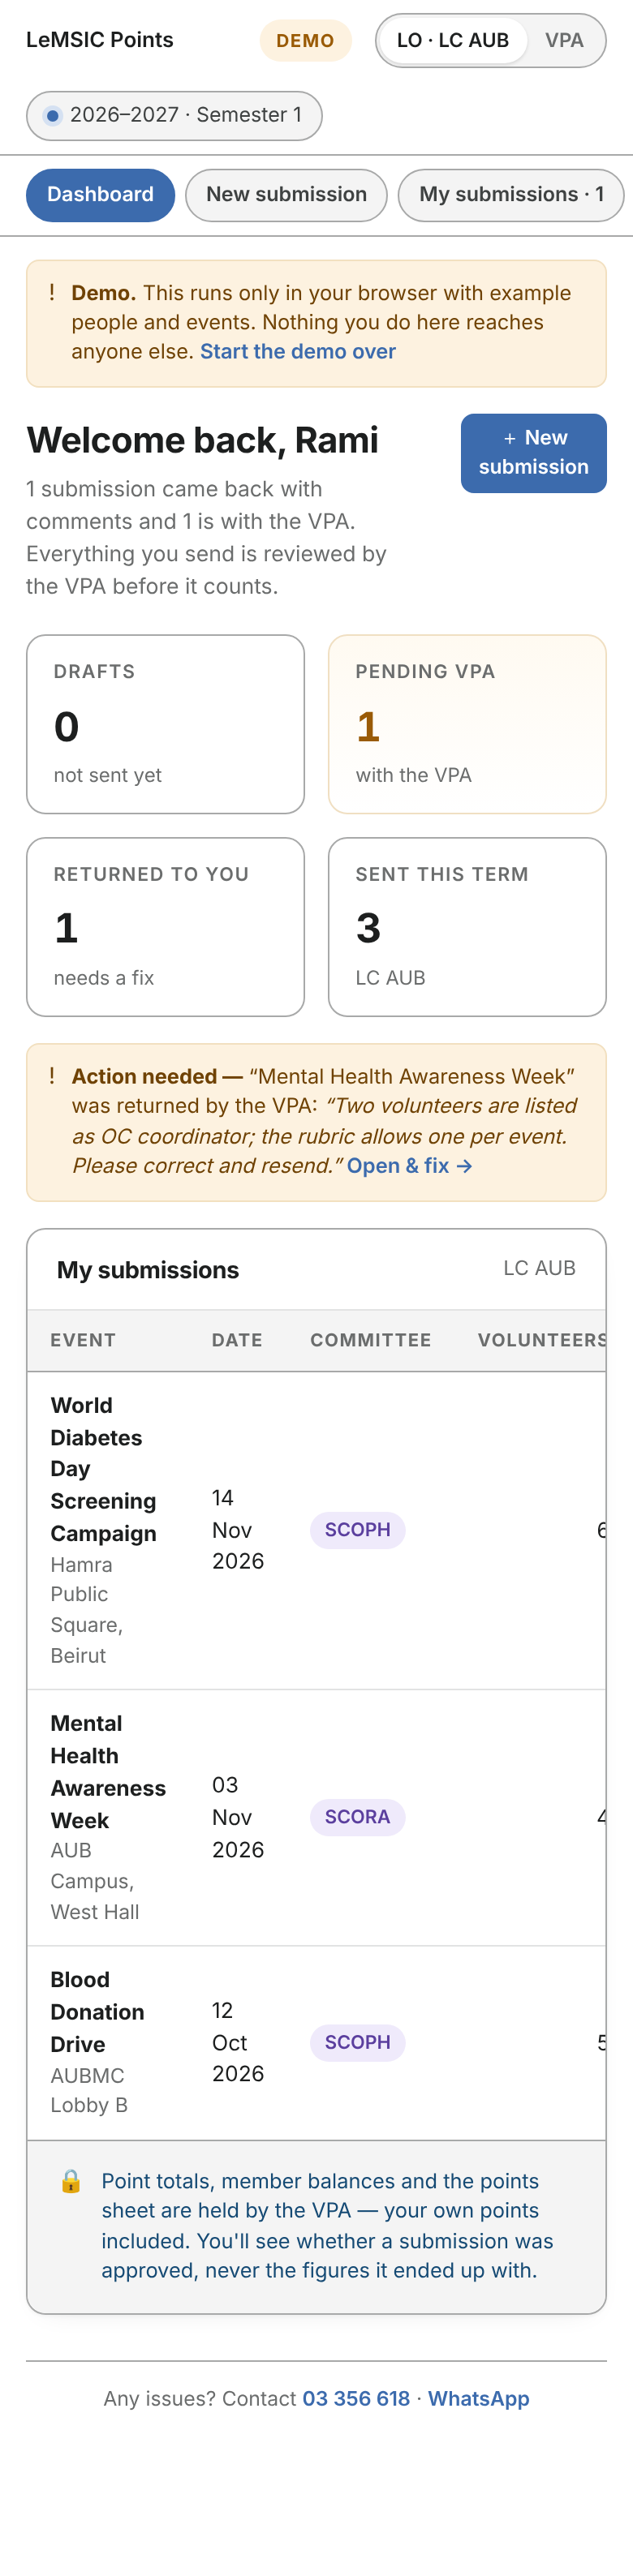 LeMSIC Points
DEMO
LO · LC AUB
VPA
2026–2027 · Semester 1
Dashboard
New submission
My submissions · 1
! Demo. This runs only in your browser with example
people and events. Nothing you do here reaches
anyone else. Start the demo over
Welcome back, Rami
+ New
submission
1 submission came back with
comments and 1 is with the VPA.
Everything you send is reviewed by
the VPA before it counts.
DRAFTS
0
not sent yet
PENDING VPA
1
with the VPA
RETURNED TO YOU
1
needs a fix
SENT THIS TERM
3
LC AUB
! Action needed — “Mental Health Awareness Week”
was returned by the VPA: “Two volunteers are listed
as OC coordinator; the rubric allows one per event.
Please correct and resend.” Open & fix →
My submissions
LC AUB
EVENT DATE COMMITTEE VOLUNTEERS
World
Diabetes
Day
Screening
Campaign
Hamra
Public
Square,
Beirut
14
Nov
2026
SCOPH
6
Mental
Health
Awareness
Week
AUB
Campus,
West Hall
03
Nov
2026
SCORA
4
Blood
Donation
Drive
AUBMC
Lobby B
12
Oct
2026
SCOPH
5
Point totals, member balances and the points
sheet are held by the VPA — your own points
included. You'll see whether a submission was
approved, never the figures it ended up with.
Any issues? Contact 03 356 618 · WhatsApp